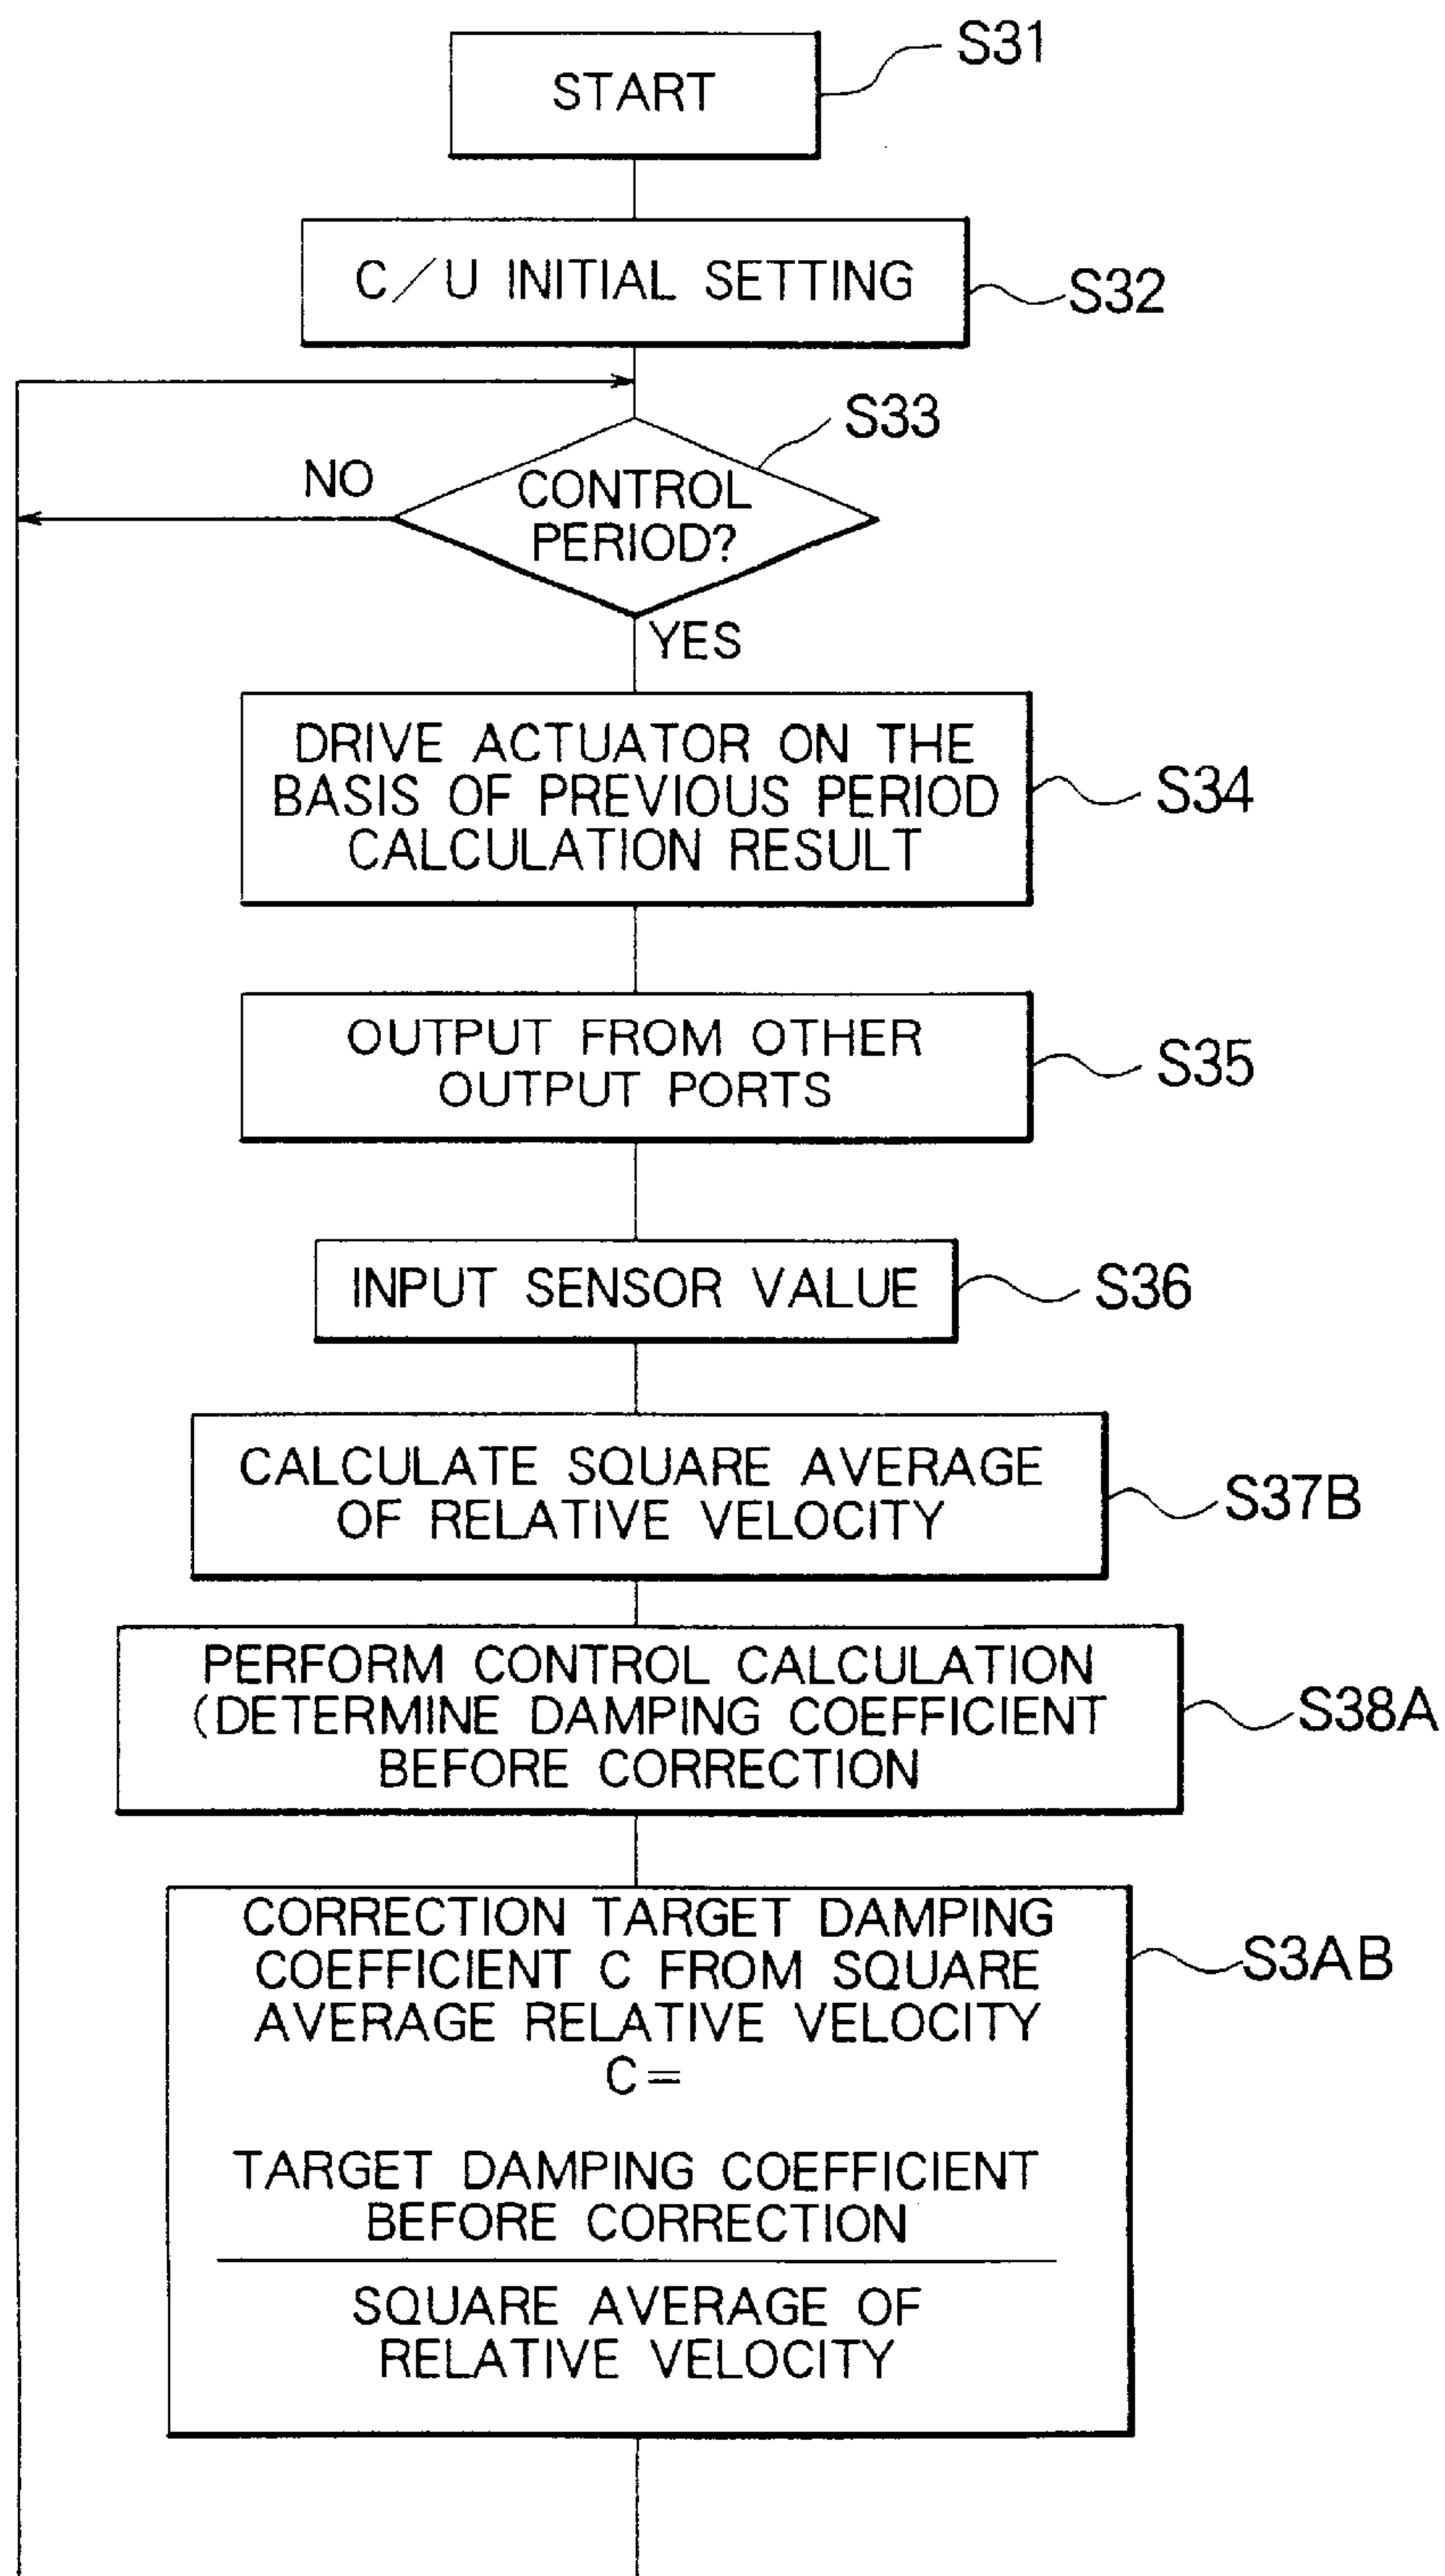 START
S31
C/U INITIAL SETTING
S32
S33
NO
CONTROL
PERIOD?
YES
DRIVE ACTUATOR ON THE
BASIS OF PREVIOUS PERIOD
CALCULATION RESULT
S34
OUTPUT FROM OTHER
OUTPUT PORTS
S35
INPUT SENSOR VALUE
S36
CALCULATE SQUARE AVERAGE
OF RELATIVE VELOCITY
S37B
PERFORM CONTROL CALCULATION
(DETERMINE DAMPING COEFFICIENT
BEFORE CORRECTION
S38A
CORRECTION TARGET DAMPING
COEFFICIENT C FROM SQUARE
AVERAGE RELATIVE VELOCITY
C=
TARGET DAMPING COEFFICIENT
BEFORE CORRECTION
SQUARE AVERAGE OF
RELATIVE VELOCITY
S3AB